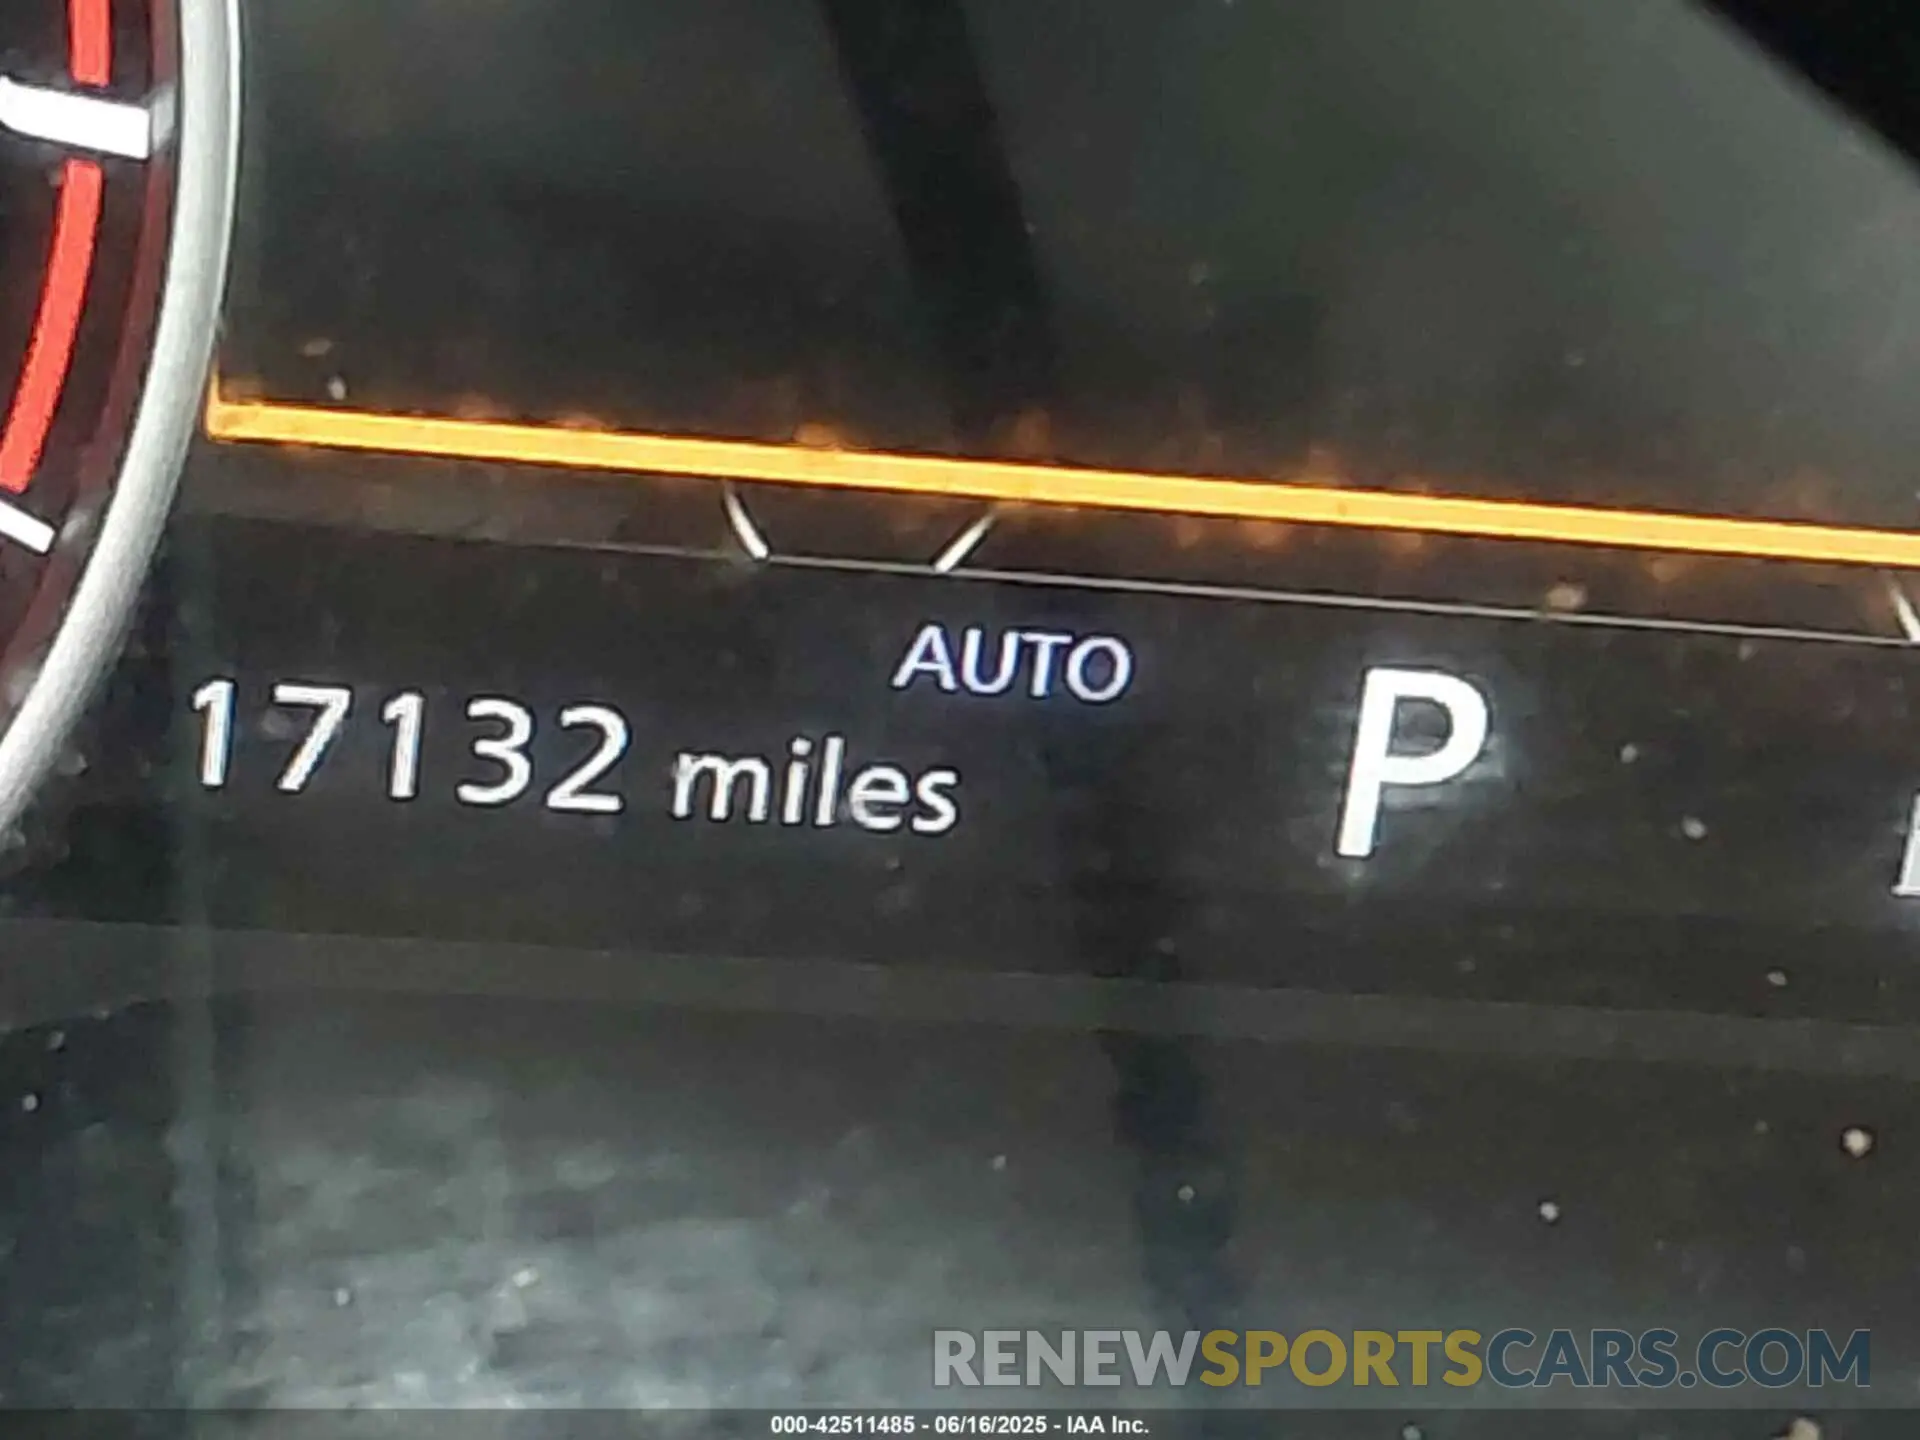 AUTO
17132 miles
P
RENEWSPORTSCARS.COM
000-42511485 - 06/16/2025 - IAA Inc.